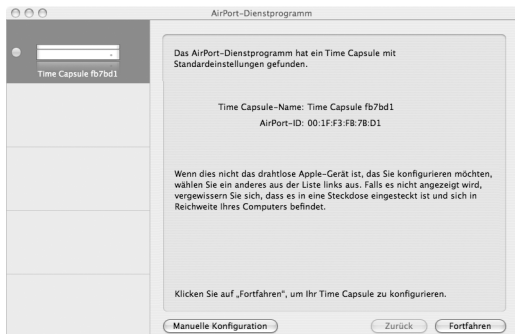 AirPort-Dienstprogramm
Time Capsule fb7bd1
Das AirPort-Dienstprogramm hat ein Time Capsule mit
Standardeinstellungen gefunden.
Time Capsule-Name: Time Capsule fb7bd1
AirPort-ID: 00:1F:F3:FB:7B:D1
Wenn dies nicht das drahtlose Apple-Gerät ist, das Sie konfigurieren möchten,
wählen Sie ein anderes aus der Liste links aus. Falls es nicht angezeigt wird,
vergewissern Sie sich, dass es in eine Steckdose eingesteckt ist und sich in
Reichweite Ihres Computers befindet.
Klicken Sie auf „Fortfahren“, um Ihr Time Capsule zu konfigurieren.
Manuelle Konfiguration
Zurück
Fortfahren